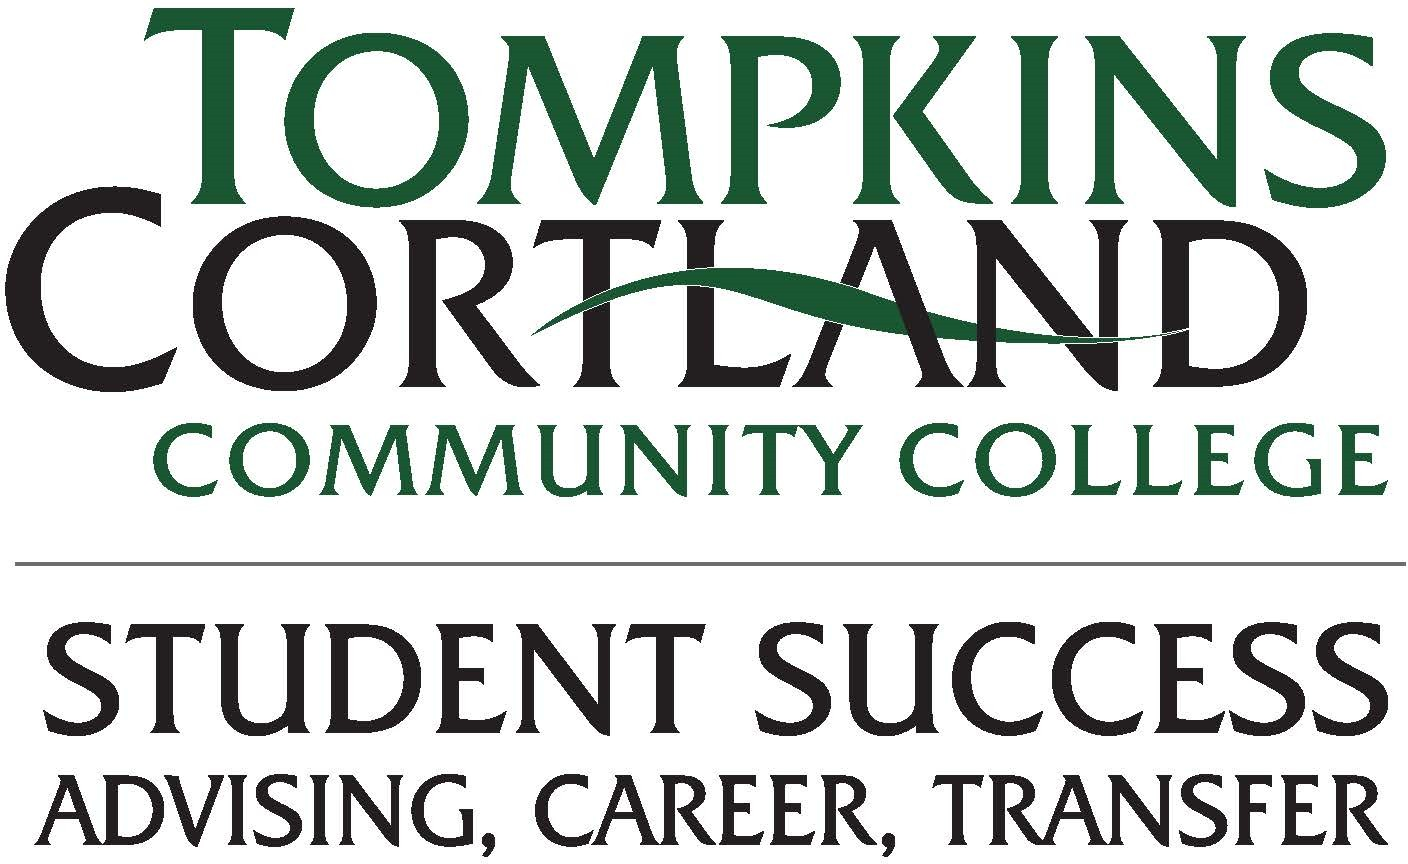 TOMPKINS
CORTLAND
COMMUNITY COLLEGE
STUDENT SUCCESS
ADVISING, CAREER, TRANSFER